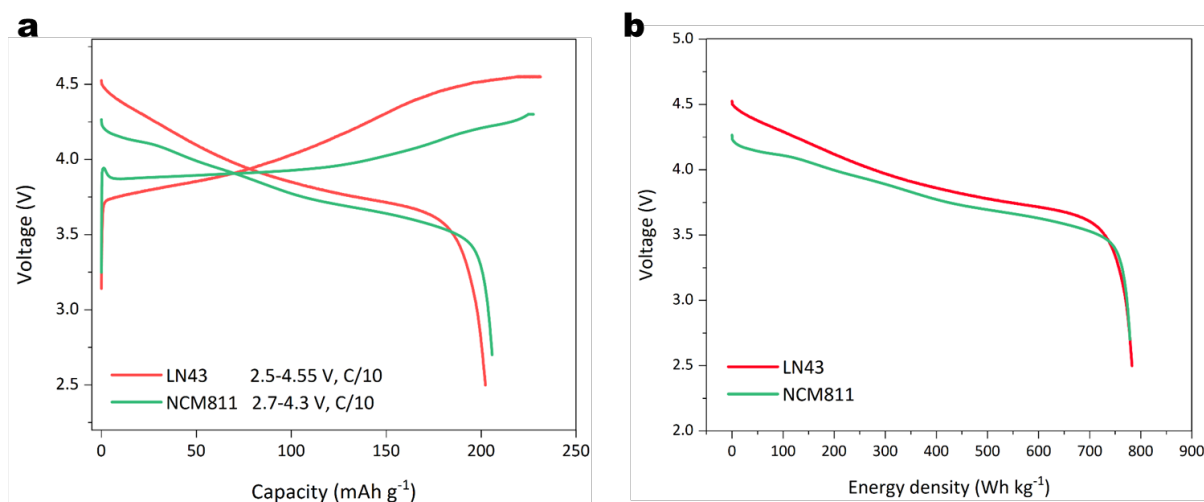 a
4.5
4.0
3.5
3.0
2.5
Voltage (V)
LN43 2.5-4.55 V, C/10
NCM811 2.7-4.3 V, C/10
0 50 100 150 200 250
Capacity (mAh g⁻¹)
b
5.0
4.5
4.0
3.5
3.0
2.5
2.0
Voltage (V)
LN43
NCM811
0 100 200 300 400 500 600 700 800 900
Energy density (Wh kg⁻¹)